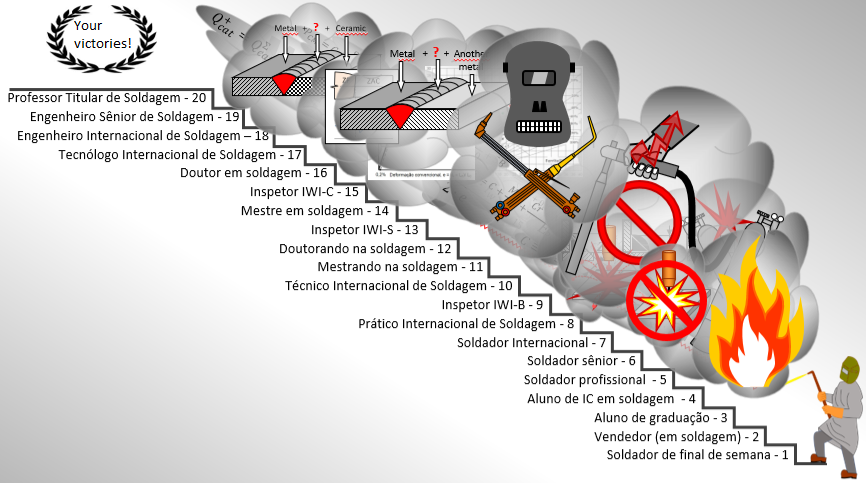 Your
victories!
Metal + ? + Ceramic
Metal + ? +
ZAC
0,2%
Professor Titular de Soldagem - 20
Engenheiro Sênior de Soldagem - 19
Engenheiro Internacional de Soldagem – 18
Tecnólogo Internacional de Soldagem - 17
Doutor em soldagem - 16
Inspetor IWI-C - 15
Mestre em soldagem - 14
Inspetor IWI-S - 13
Doutorando na soldagem - 12
Mestrando na soldagem - 11
Técnico Internacional de Soldagem - 10
Inspetor IWI-B - 9
Prático Internacional de Soldagem - 8
Soldador Internacional - 7
Soldador sênior - 6
Soldador profissional - 5
Aluno de IC em soldagem - 4
Aluno de graduação - 3
Vendedor (em soldagem) - 2
Soldador de final de semana - 1